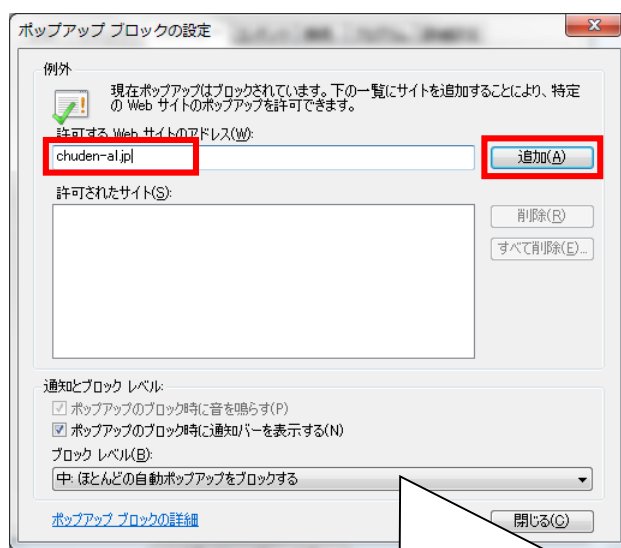 ポップアップ ブロックの設定
例外
現在ポップアップはブロックされています。下の一覧にサイトを追加することにより、特定
の Web サイトのポップアップを許可できます。
許可する Web サイトのアドレス(W):
chuden-al.jp
追加(A)
許可されたサイト(S):
削除(R)
すべて削除(E)...
通知とブロック レベル:
ポップアップのブロック時に音を鳴らす(P)
ポップアップのブロック時に通知バーを表示する(N)
ブロック レベル(B):
中: ほとんどの自動ポップアップをブロックする
ポップアップ ブロックの詳細
閉じる(C)